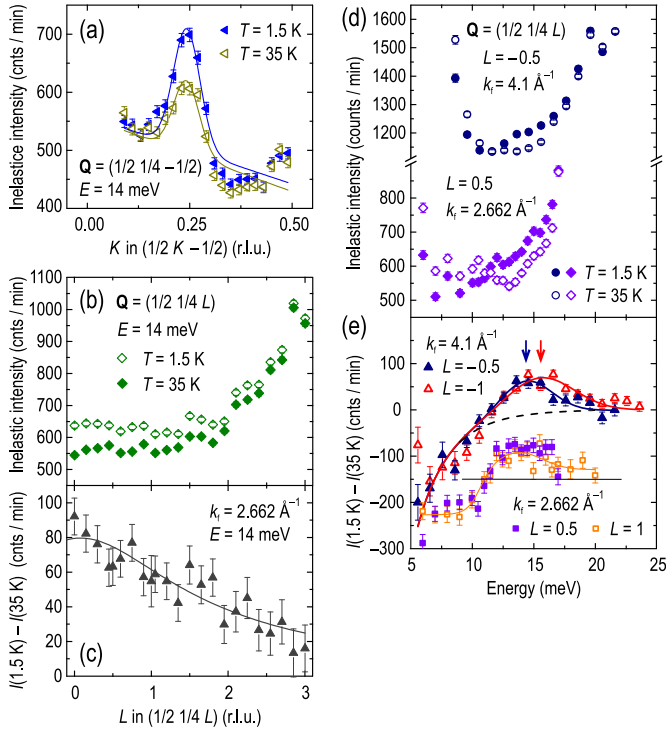 (a)
T = 1.5 K
T = 35 K
Q = (1/2 1/4 −1/2)
E = 14 meV
Inelastice intensity (cnts / min)
700
600
500
400
0.00
0.25
0.50
K in (1/2 K −1/2) (r.l.u.)
(b)
Q = (1/2 1/4 L)
E = 14 meV
T = 1.5 K
T = 35 K
Inelastic intensity (cnts / min)
1100
1000
900
800
700
600
500
(c)
k_f = 2.662 Å⁻¹
E = 14 meV
I(1.5 K) − I(35 K) (cnts / min)
100
80
60
40
20
0
0
1
2
3
L in (1/2 1/4 L) (r.l.u.)
(d)
Q = (1/2 1/4 L)
L = −0.5
k_f = 4.1 Å⁻¹
L = 0.5
k_f = 2.662 Å⁻¹
T = 1.5 K
T = 35 K
Inelastic intensity (counts / min)
1600
1500
1400
1300
1200
1100
800
700
600
500
(e)
k_f = 4.1 Å⁻¹
L = −0.5
L = −1
k_f = 2.662 Å⁻¹
L = 0.5
L = 1
I(1.5 K) − I(35 K) (cnts / min)
100
0
−100
−200
−300
5
10
15
20
25
Energy (meV)